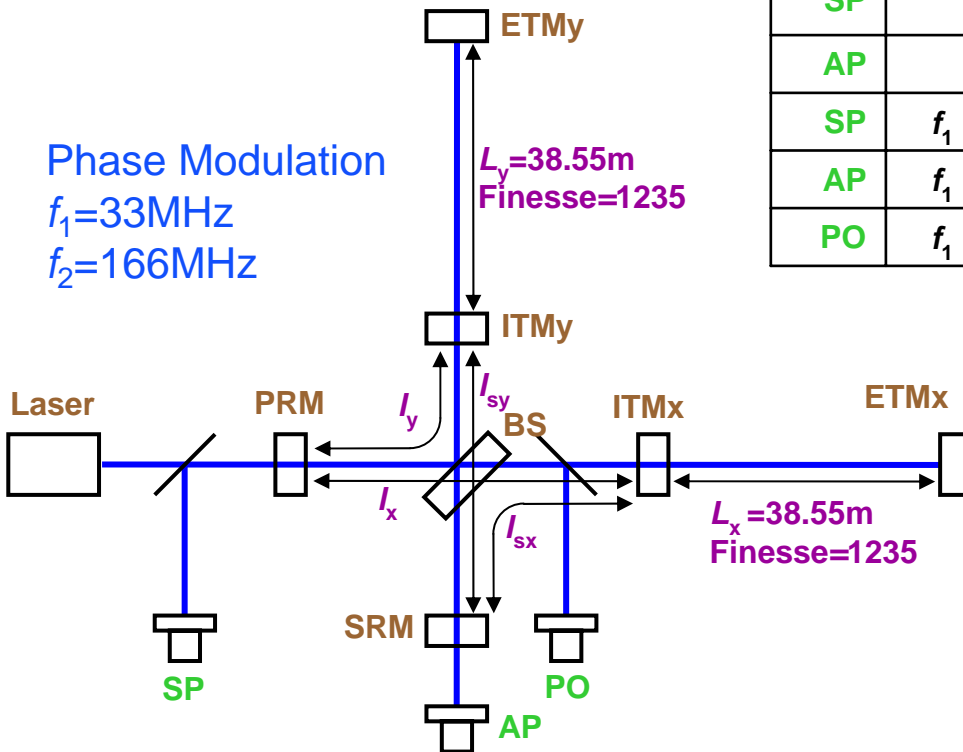 ETMy
SP
AP
SP f1
AP f1
PO f1
Phase Modulation
f1=33MHz
f2=166MHz
Ly=38.55m
Finesse=1235
ITMy
Laser
PRM
ly
lsy
BS
ITMx
ETMx
lx
lsx
Lx =38.55m
Finesse=1235
SRM
SP
PO
AP